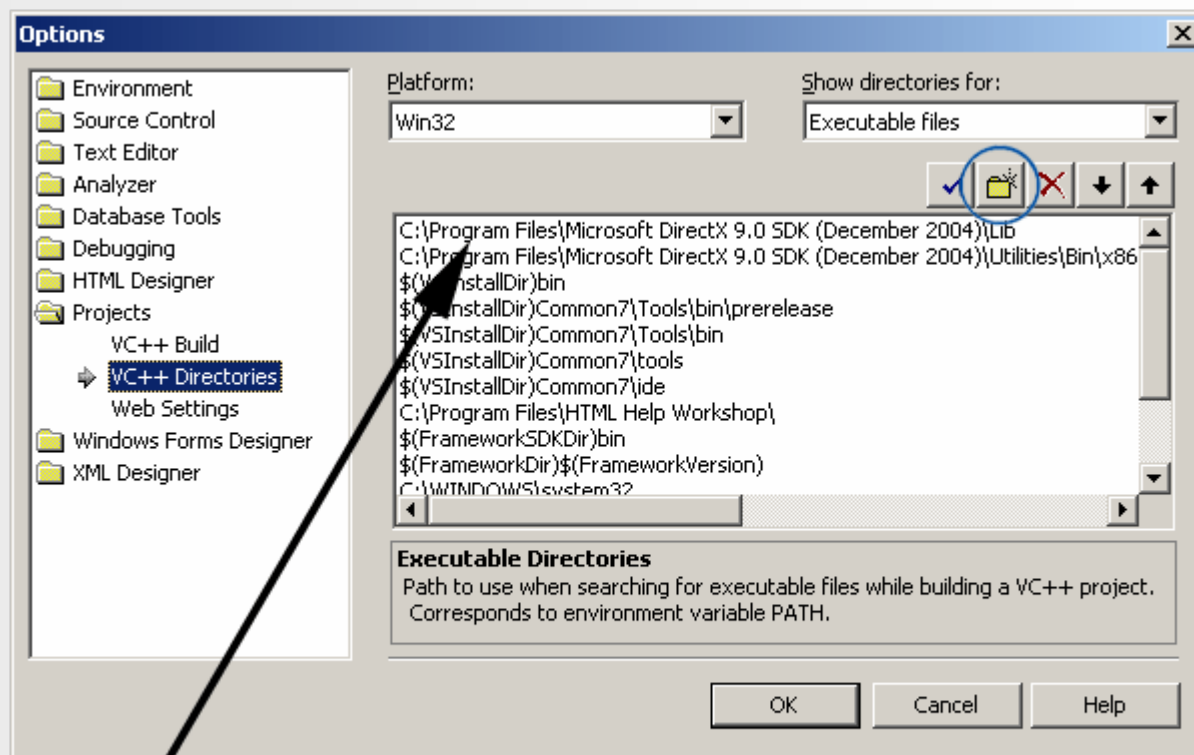 Options
Environment
Source Control
Text Editor
Analyzer
Database Tools
Debugging
HTML Designer
Projects
VC++ Build
VC++ Directories
Web Settings
Windows Forms Designer
XML Designer
Platform:
Win32
Show directories for:
Executable files
C:\Program Files\Microsoft DirectX 9.0 SDK (December 2004)\Lib
C:\Program Files\Microsoft DirectX 9.0 SDK (December 2004)\Utilities\Bin\x86
$(VCInstallDir)bin
$(VSInstallDir)Common7\Tools\bin\prerelease
$(VSInstallDir)Common7\Tools\bin
$(VSInstallDir)Common7\tools
$(VSInstallDir)Common7\ide
C:\Program Files\HTML Help Workshop\
$(FrameworkSDKDir)bin
$(FrameworkDir)$(FrameworkVersion)
C:\WINDOWS\system32
Executable Directories
Path to use when searching for executable files while building a VC++ project.
Corresponds to environment variable PATH.
OK
Cancel
Help